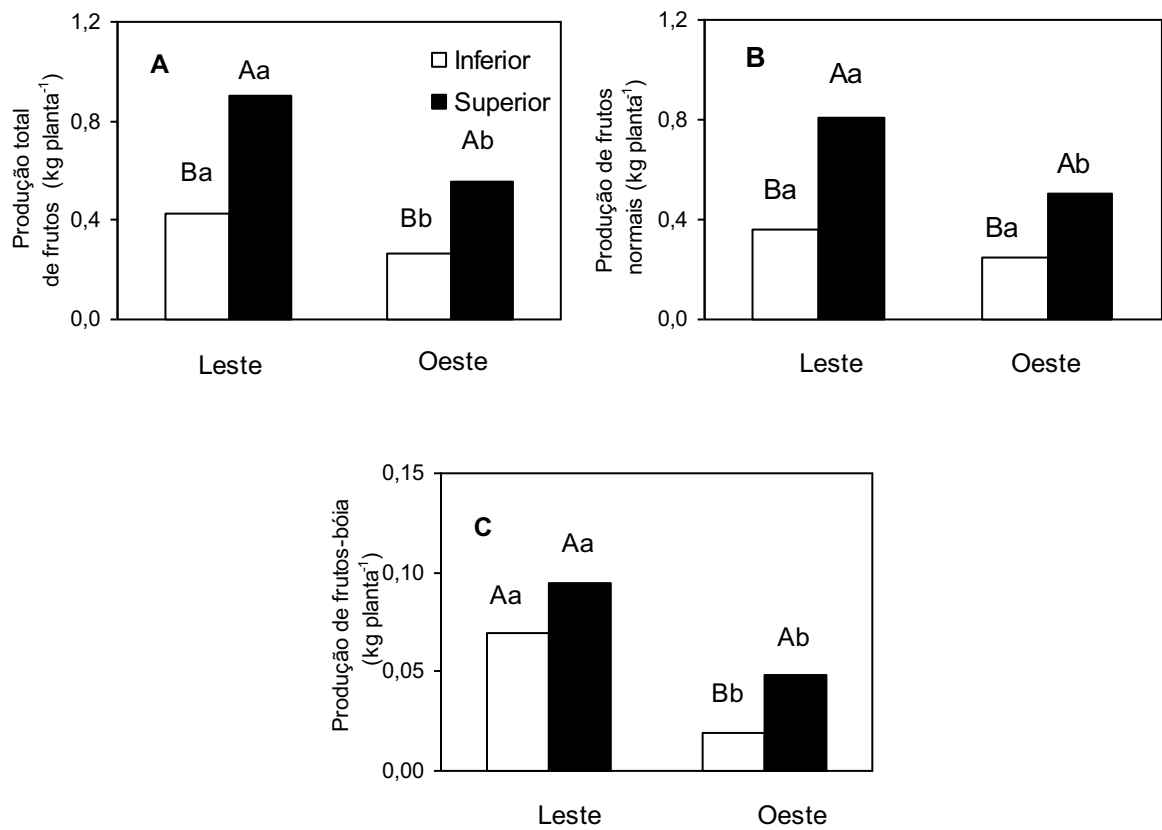 1,2
A
Aa
Inferior
Superior
0,8
Ab
Ba
0,4
Bb
0,0
Produção total
de frutos (kg planta⁻¹)
Leste
Oeste
1,2
B
Aa
0,8
Ba
Ab
0,4
Ba
0,0
Produção de frutos
normais (kg planta⁻¹)
Leste
Oeste
0,15
C
Aa
0,10
Aa
Ab
0,05
Bb
0,00
Produção de frutos-bóia
(kg planta⁻¹)
Leste
Oeste